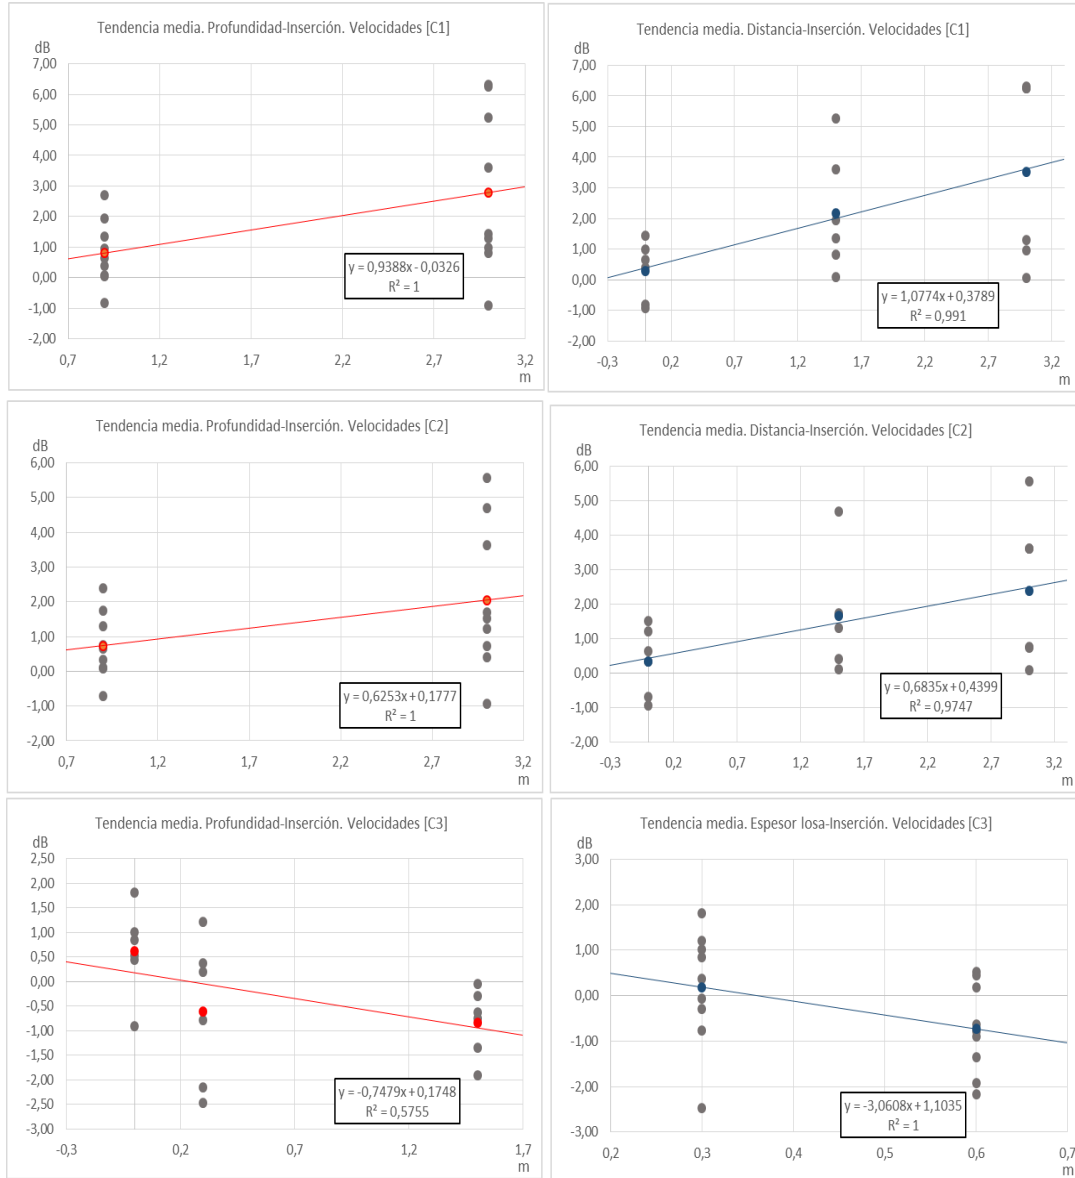 Tendencia media. Profundidad-Inserción. Velocidades [C1]
dB
7,00
6,00
5,00
4,00
3,00
2,00
1,00
0,00
-1,00
-2,00
y = 0,9388x - 0,0326
R² = 1
0,7 1,2 1,7 2,2 2,7 3,2
m
Tendencia media. Distancia-Inserción. Velocidades [C1]
dB
7,00
6,00
5,00
4,00
3,00
2,00
1,00
0,00
-1,00
-2,00
y = 1,0774x + 0,3789
R² = 0,991
-0,3 0,2 0,7 1,2 1,7 2,2 2,7 3,2
m
Tendencia media. Profundidad-Inserción. Velocidades [C2]
dB
6,00
5,00
4,00
3,00
2,00
1,00
0,00
-1,00
-2,00
y = 0,6253x + 0,1777
R² = 1
0,7 1,2 1,7 2,2 2,7 3,2
m
Tendencia media. Distancia-Inserción. Velocidades [C2]
dB
6,00
5,00
4,00
3,00
2,00
1,00
0,00
-1,00
-2,00
y = 0,6835x + 0,4399
R² = 0,9747
-0,3 0,2 0,7 1,2 1,7 2,2 2,7 3,2
m
Tendencia media. Profundidad-Inserción. Velocidades [C3]
dB
2,50
2,00
1,50
1,00
0,50
0,00
-0,50
-1,00
-1,50
-2,00
-2,50
-3,00
y = -0,7479x + 0,1748
R² = 0,5755
-0,3 0,2 0,7 1,2 1,7
m
Tendencia media. Espesor losa-Inserción. Velocidades [C3]
dB
3,00
2,00
1,00
0,00
-1,00
-2,00
-3,00
y = -3,0608x + 1,1035
R² = 1
0,2 0,3 0,4 0,5 0,6 0,7
m